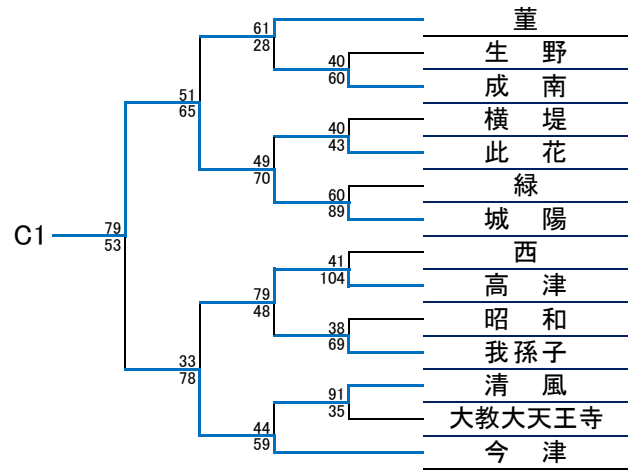 菫
61
28
生 野
40
60
成 南
51
65
横 堤
40
43
此 花
49
70
緑
60
89
城 陽
C1
79
53
西
41
104
高 津
79
48
昭 和
38
69
我孫子
33
78
清 風
91
35
大教大天王寺
44
59
今 津